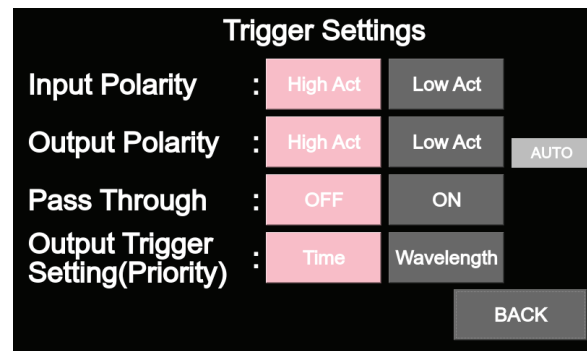 Trigger Settings
Input Polarity : High Act Low Act
Output Polarity : High Act Low Act
AUTO
Pass Through : OFF ON
Output Trigger
Setting(Priority) : Time Wavelength
BACK